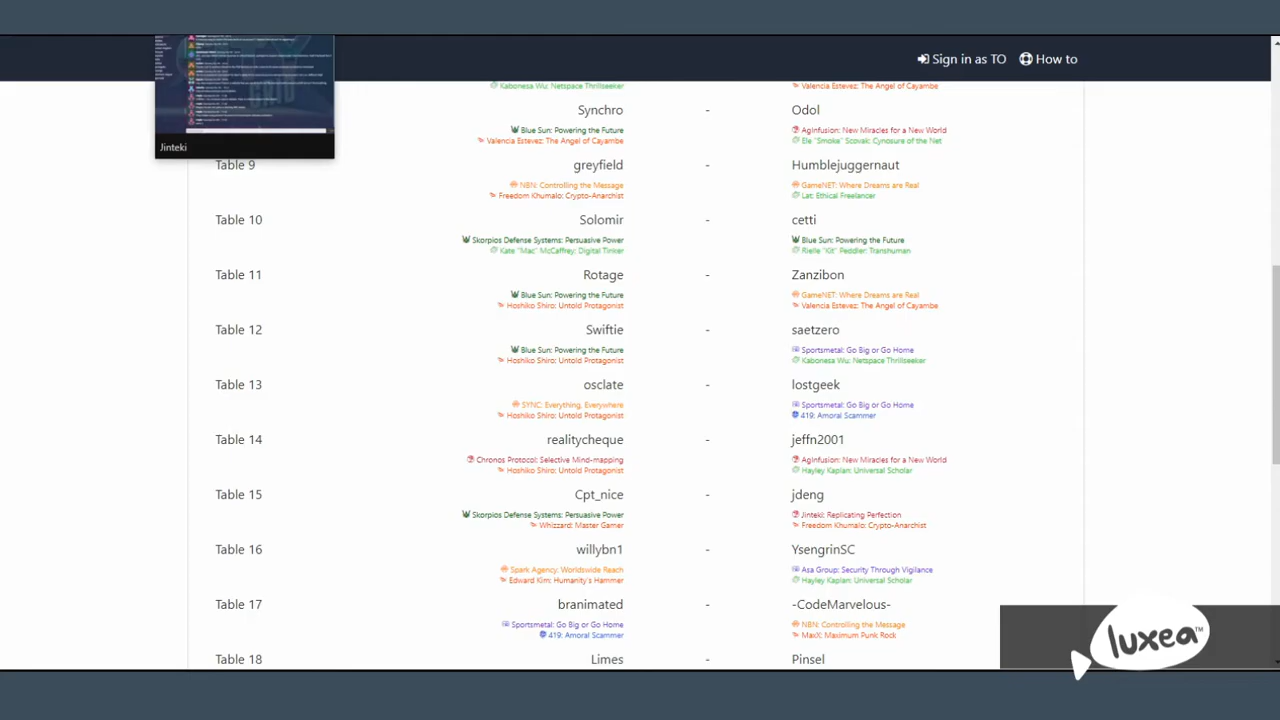 Sign in as TO
How to
Kabonesa Wu: Netspace Thrillseeker
Valencia Estevez: The Angel of Cayambe
Synchro - Odol
Blue Sun: Powering the Future
AgInfusion: New Miracles for a New World
Valencia Estevez: The Angel of Cayambe
Ele "Smoke" Scovak: Cynosure of the Net
Jinteki
Table 9 greyfield - Humblejuggernaut
NBN: Controlling the Message
GameNET: Where Dreams are Real
Freedom Khumalo: Crypto-Anarchist
Lat: Ethical Freelancer
Table 10 Solomir - cetti
Skorpios Defense Systems: Persuasive Power
Blue Sun: Powering the Future
Kate "Mac" McCaffrey: Digital Tinker
Rielle "Kit" Peddler: Transhuman
Table 11 Rotage - Zanzibon
Blue Sun: Powering the Future
GameNET: Where Dreams are Real
Hoshiko Shiro: Untold Protagonist
Valencia Estevez: The Angel of Cayambe
Table 12 Swiftie - saetzero
Blue Sun: Powering the Future
Sportsmetal: Go Big or Go Home
Hoshiko Shiro: Untold Protagonist
Kabonesa Wu: Netspace Thrillseeker
Table 13 osclate - lostgeek
SYNC: Everything, Everywhere
Sportsmetal: Go Big or Go Home
Hoshiko Shiro: Untold Protagonist
419: Amoral Scammer
Table 14 realitycheque - jeffn2001
Chronos Protocol: Selective Mind-mapping
AgInfusion: New Miracles for a New World
Hoshiko Shiro: Untold Protagonist
Hayley Kaplan: Universal Scholar
Table 15 Cpt_nice - jdeng
Skorpios Defense Systems: Persuasive Power
Jinteki: Replicating Perfection
Whizzard: Master Gamer
Freedom Khumalo: Crypto-Anarchist
Table 16 willybn1 - YsengrinSC
Spark Agency: Worldwide Reach
Asa Group: Security Through Vigilance
Edward Kim: Humanity's Hammer
Hayley Kaplan: Universal Scholar
Table 17 branimated - -CodeMarvelous-
Sportsmetal: Go Big or Go Home
NBN: Controlling the Message
419: Amoral Scammer
MaxX: Maximum Punk Rock
Table 18 Limes - Pinsel
luxea™